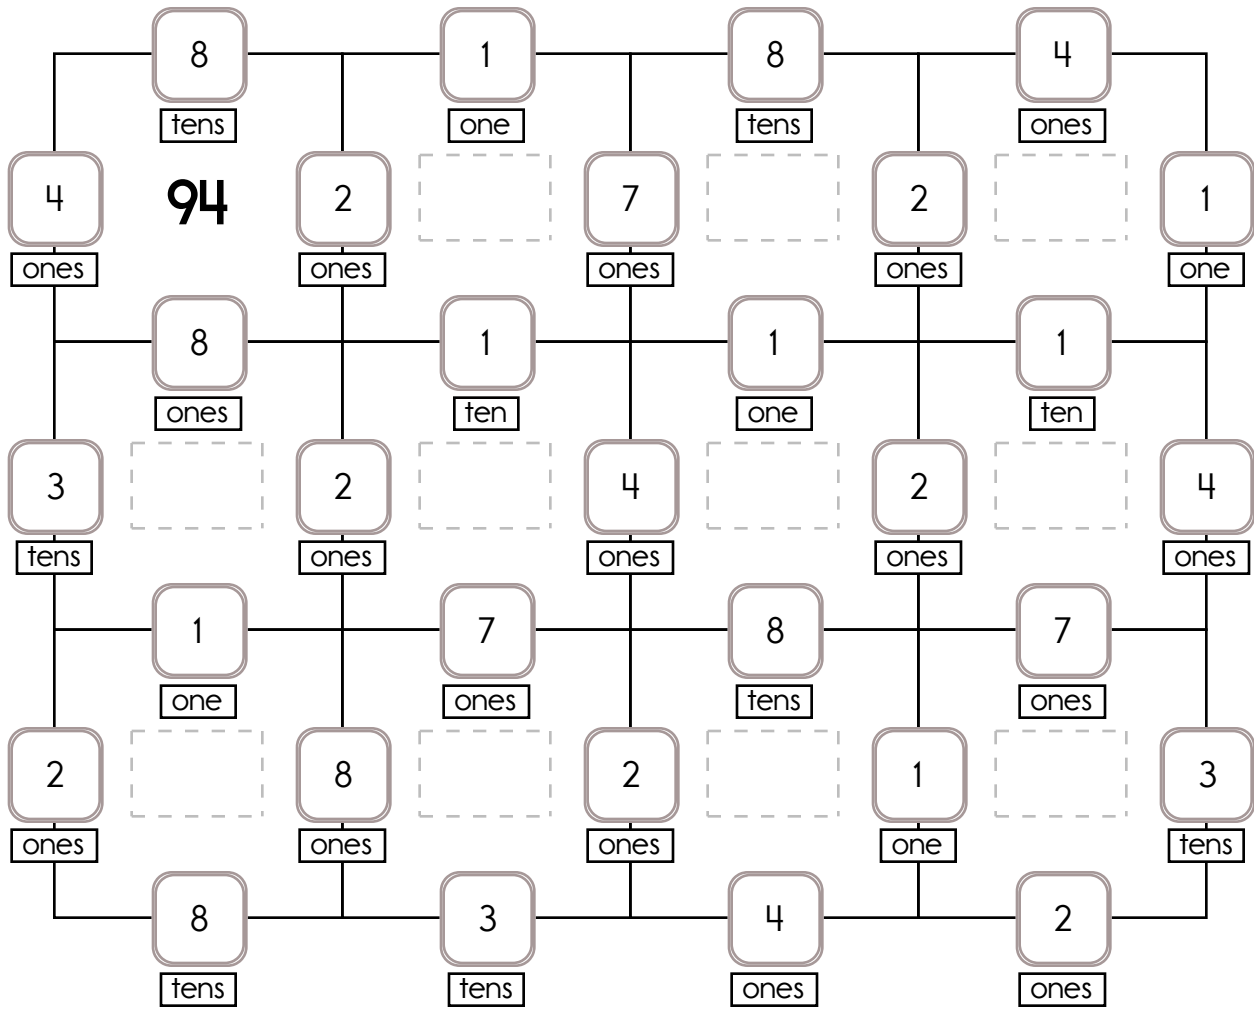 8 1 8 4
tens one tens ones
4 94 2 7 2 1
ones ones ones ones one
8 1 1 1
ones ten one ten
3 2 4 2 4
tens ones ones ones ones
1 7 8 7
one ones tens ones
2 8 2 1 3
ones ones ones one tens
8 3 4 2
tens tens ones ones